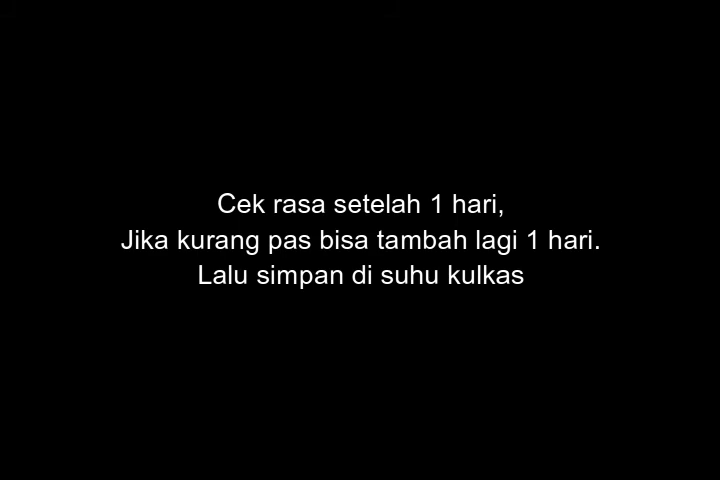 Cek rasa setelah 1 hari,
Jika kurang pas bisa tambah lagi 1 hari.
Lalu simpan di suhu kulkas